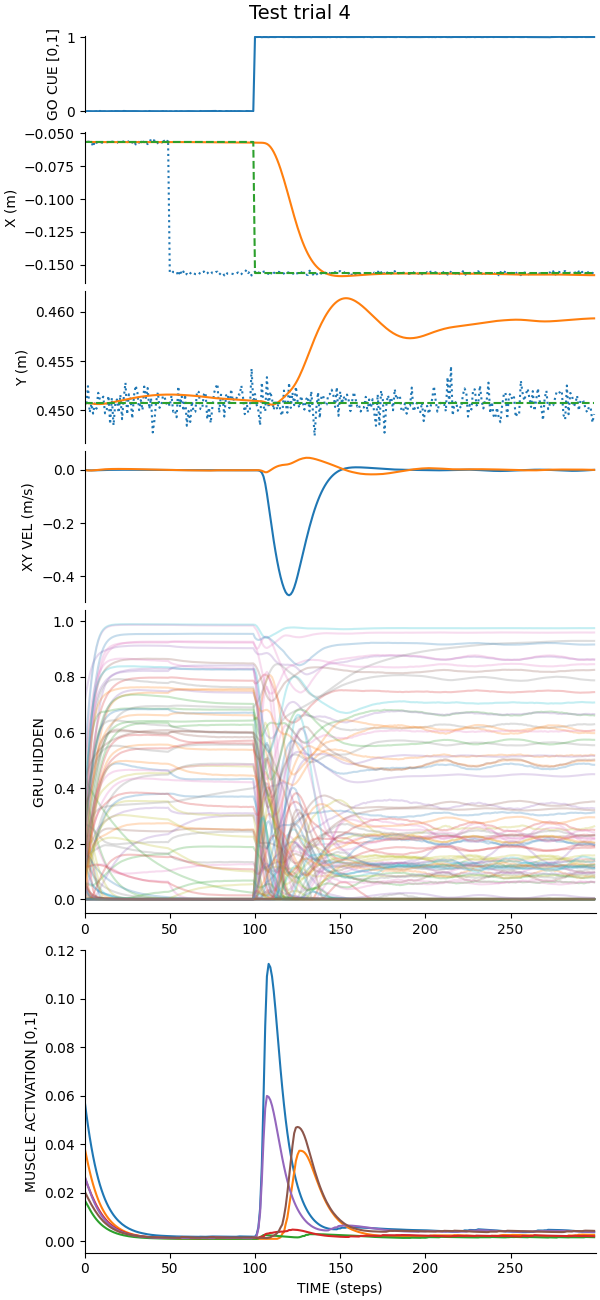 Test trial 4
GO CUE [0,1]
1
0
X (m)
−0.050
−0.075
−0.100
−0.125
−0.150
Y (m)
0.460
0.455
0.450
XY VEL (m/s)
0.0
−0.2
−0.4
GRU HIDDEN
1.0
0.8
0.6
0.4
0.2
0.0
0 50 100 150 200 250
MUSCLE ACTIVATION [0,1]
0.12
0.10
0.08
0.06
0.04
0.02
0.00
0 50 100 150 200 250
TIME (steps)